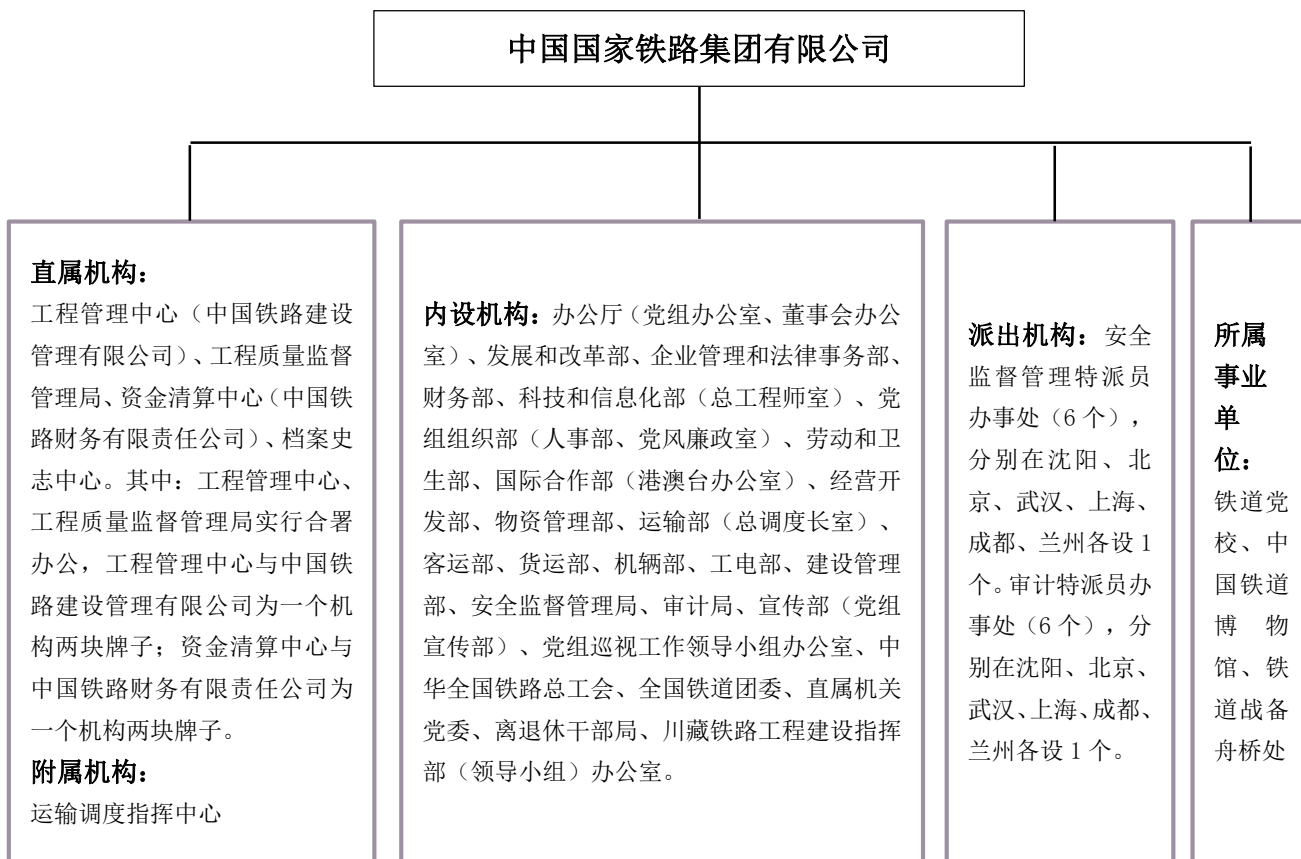 中国国家铁路集团有限公司
直属机构：
工程管理中心（中国铁路建设
管理有限公司）、工程质量监督
管理局、资金清算中心（中国铁
路财务有限责任公司）、档案史
志中心。其中：工程管理中心、
工程质量监督管理局实行合署
办公，工程管理中心与中国铁
路建设管理有限公司为一个机
构两块牌子；资金清算中心与
中国铁路财务有限责任公司为
一个机构两块牌子。
附属机构：
运输调度指挥中心
内设机构：办公厅（党组办公室、董事会办公
室）、发展和改革部、企业管理和法律事务部、
财务部、科技和信息化部（总工程师室）、党
组组织部（人事部、党风廉政室）、劳动和卫
生部、国际合作部（港澳台办公室）、经营开
发部、物资管理部、运输部（总调度长室）、
客运部、货运部、机辆部、工电部、建设管理
部、安全监督管理局、审计局、宣传部（党组
宣传部）、党组巡视工作领导小组办公室、中
华全国铁路总工会、全国铁道团委、直属机关
党委、离退休干部局、川藏铁路工程建设指挥
部（领导小组）办公室。
派出机构：安全
监督管理特派员
办事处（6 个），
分别在沈阳、北
京、武汉、上海、
成都、兰州各设 1
个。审计特派员办
事处（6 个），分
别在沈阳、北京、
武汉、上海、成都、
兰州各设 1 个。
所属
事业
单
位：
铁道党
校、中
国铁道
博物
馆、铁
道战备
舟桥处